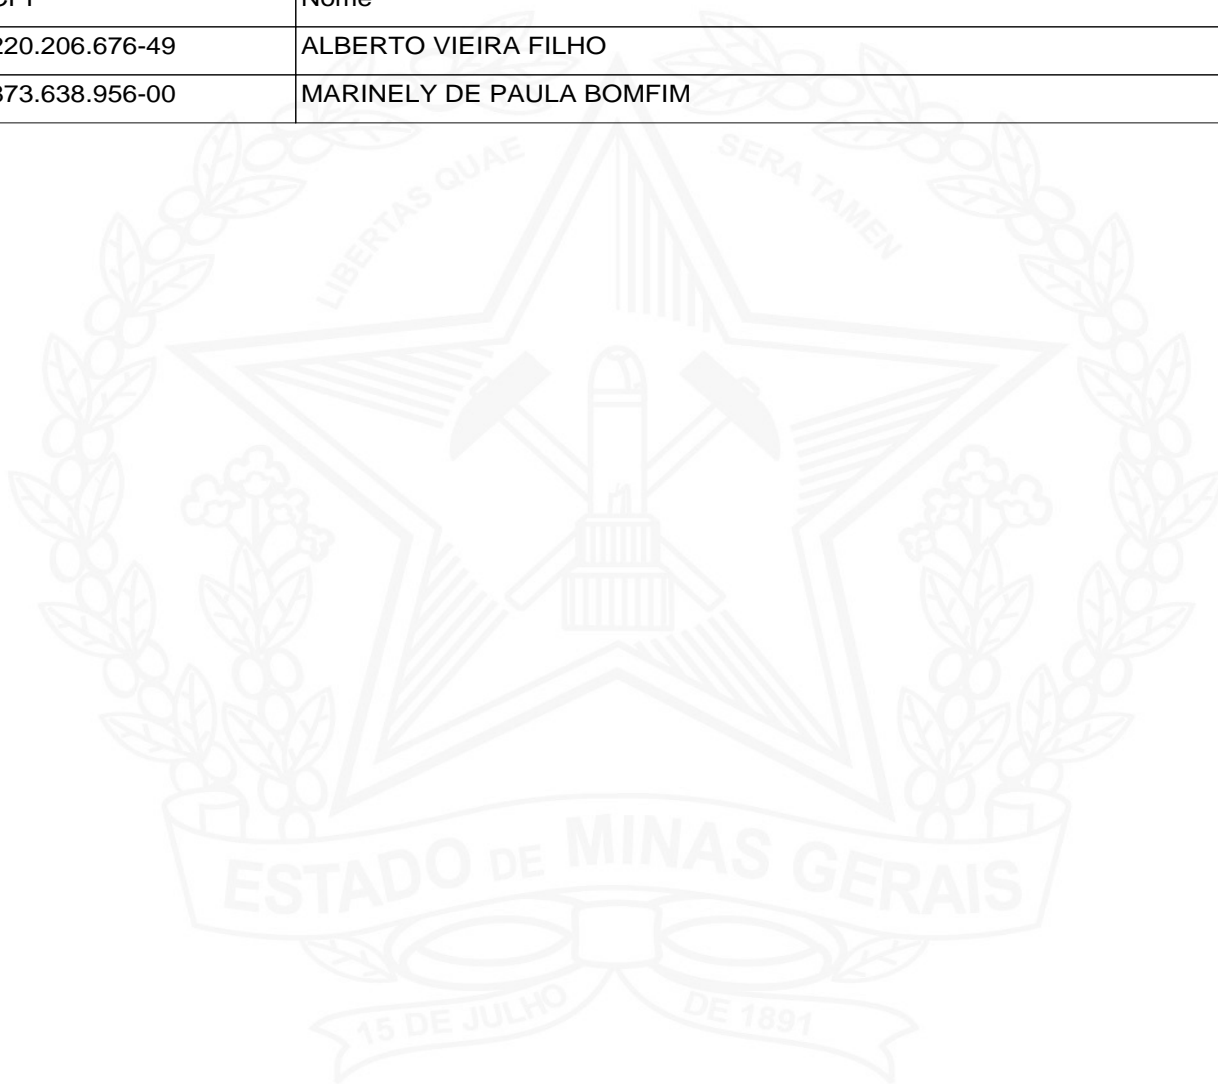 Nome
220.206.676-49 ALBERTO VIEIRA FILHO
873.638.956-00 MARINELY DE PAULA BOMFIM
LIBERTAS QUAE SERA TAMEN
ESTADO DE MINAS GERAIS
15 DE JULHO DE 1891